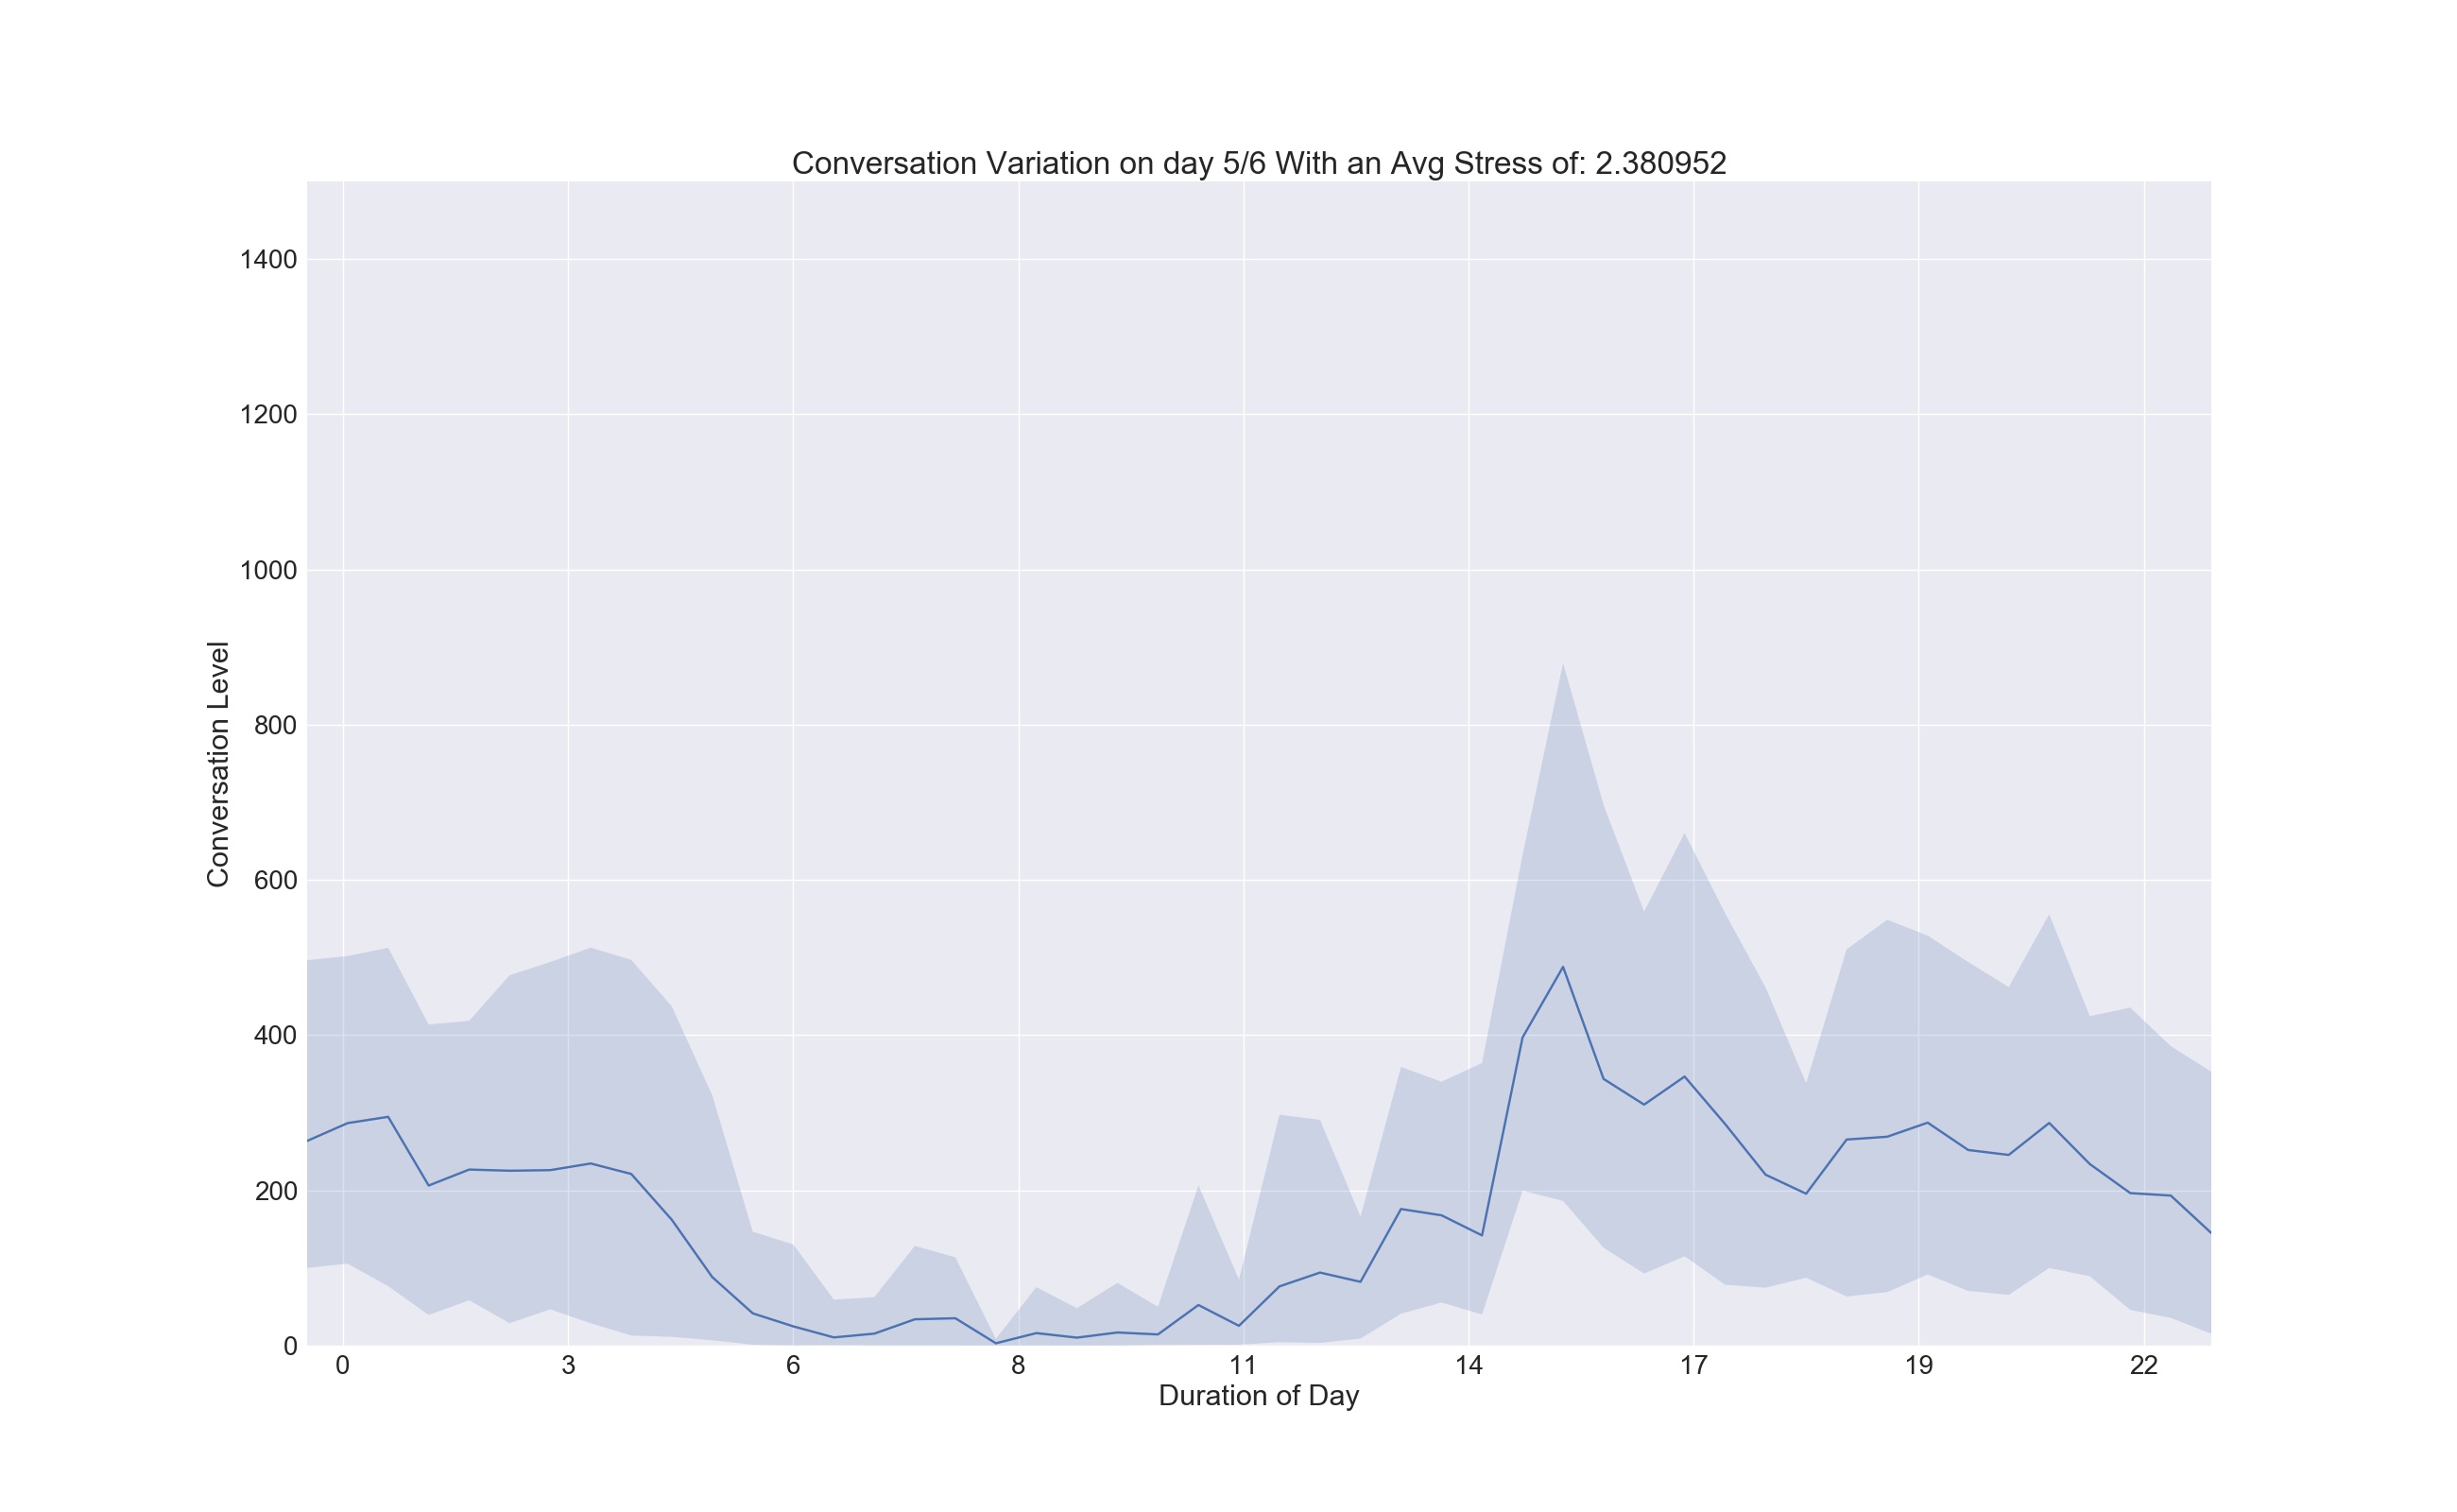 Conversation Variation on day 5/6 With an Avg Stress of: 2.380952
1400
1200
1000
800
600
400
200
0
Conversation Level
0 3 6 8 11 14 17 19 22
Duration of Day